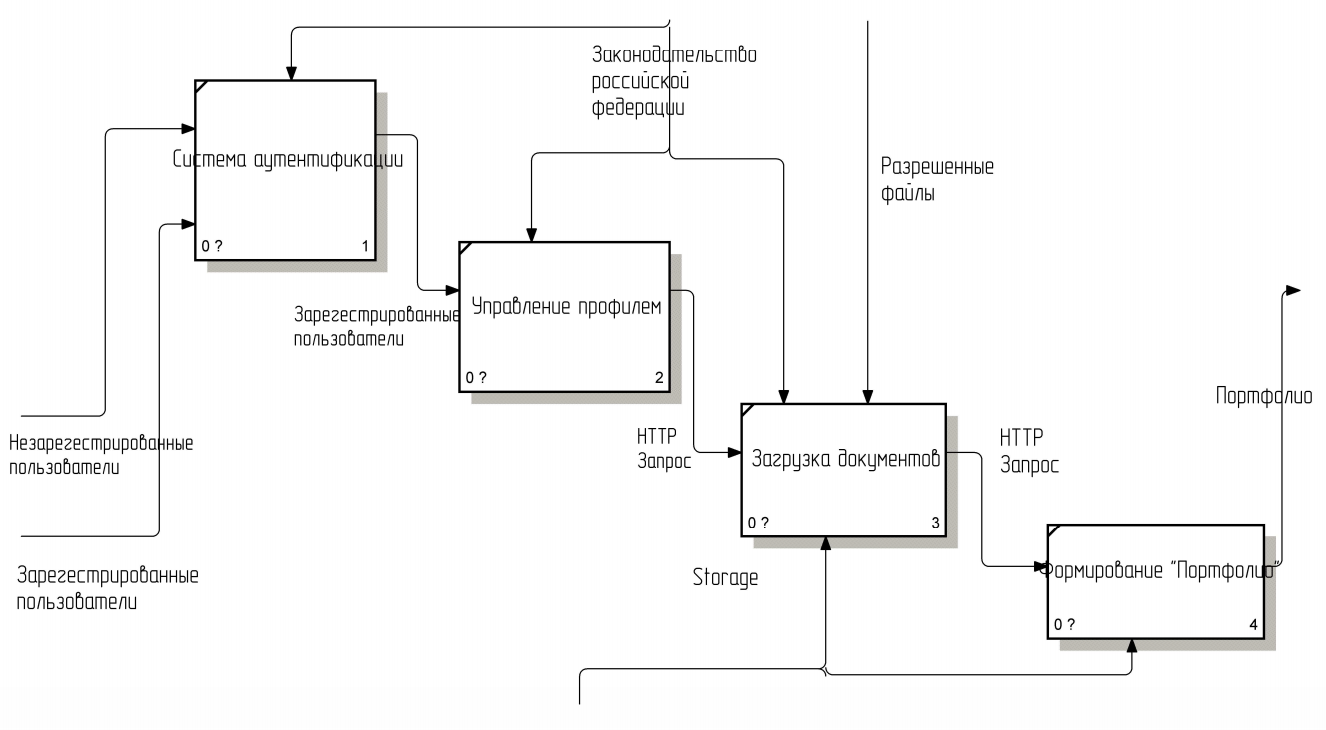 Законодательство
российской
федерации
Система аутентификации
0 ?
1
Разрешенные
файлы
Зарегестрированные
пользователи
Управление профилем
0 ?
2
Незарегестрированные
пользователи
HTTP
Запрос
Загрузка документов
0 ?
3
HTTP
Запрос
Портфолио
Зарегестрированные
пользователи
Storage
Формирование "Портфолио"
0 ?
4